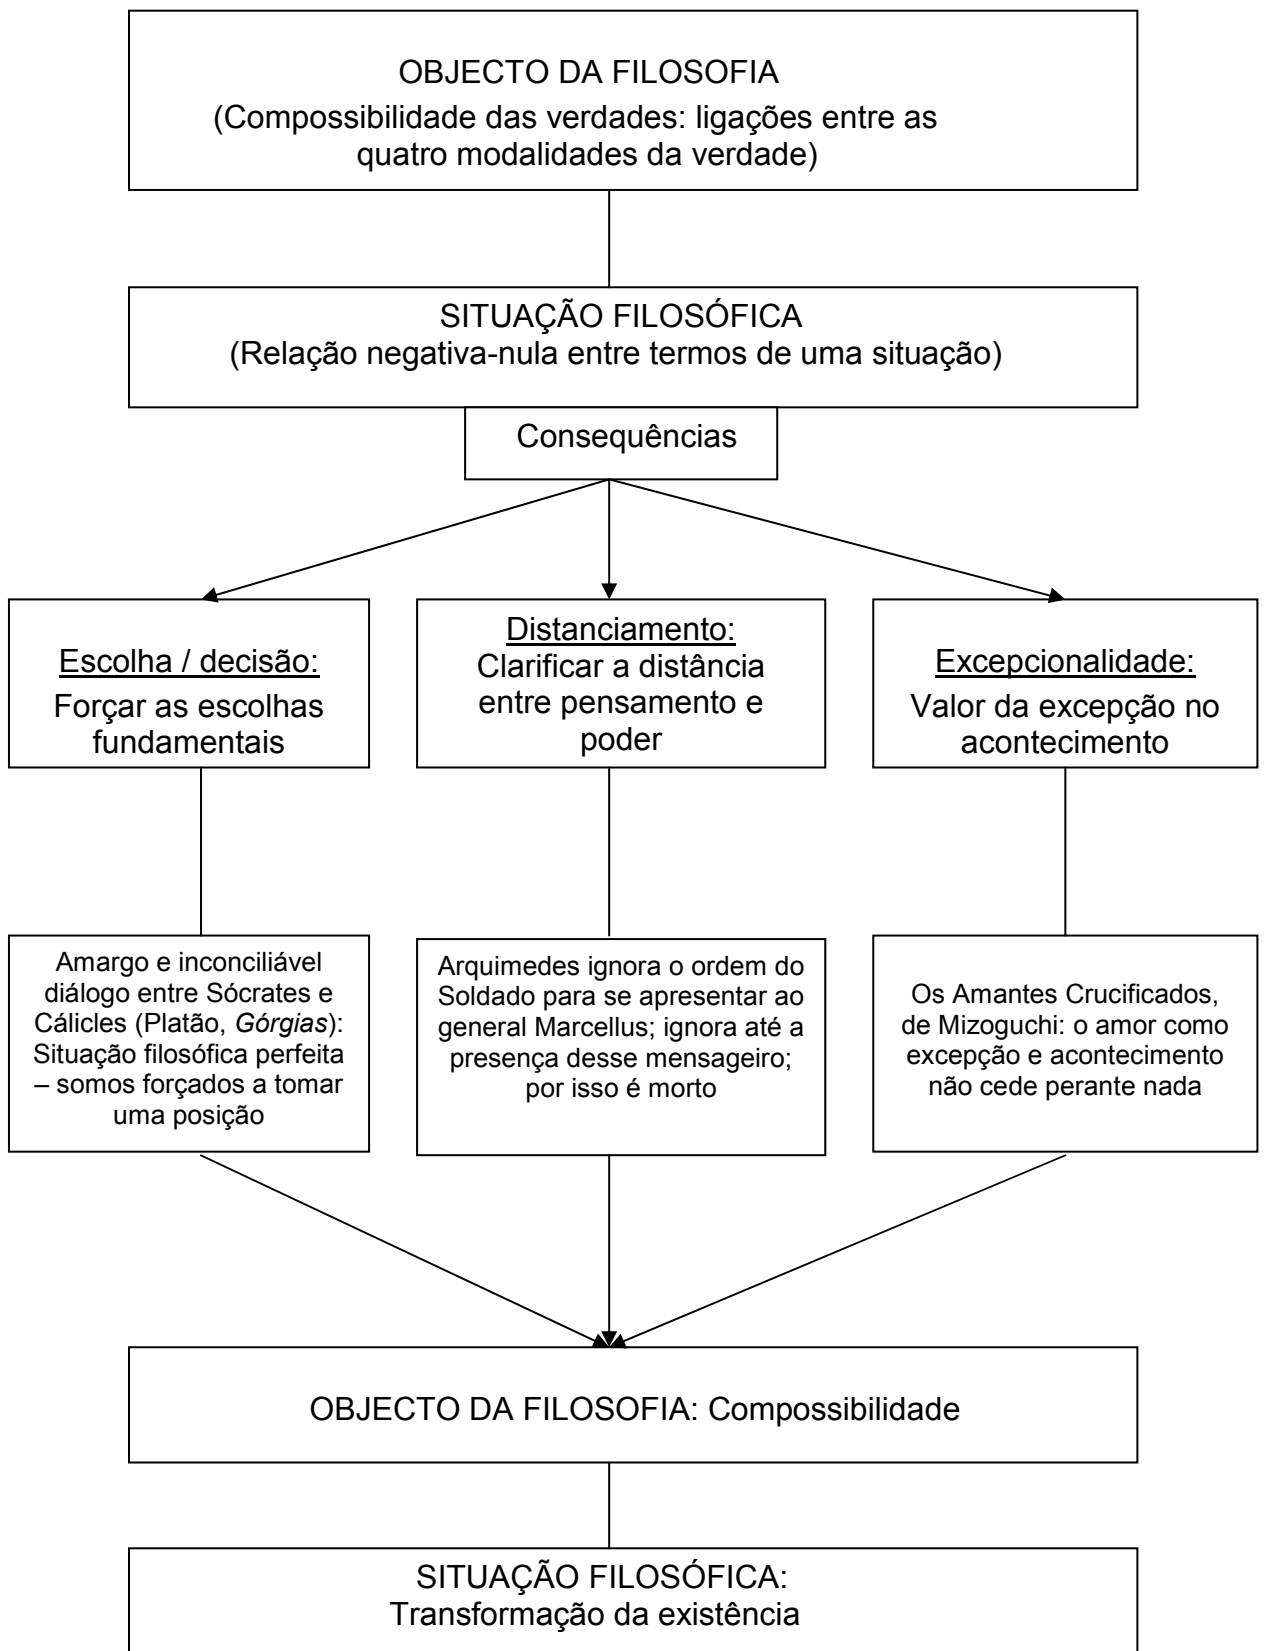 OBJECTO DA FILOSOFIA
(Compossibilidade das verdades: ligações entre as
quatro modalidades da verdade)
SITUAÇÃO FILOSÓFICA
(Relação negativa-nula entre termos de uma situação)
Consequências
Escolha / decisão:
Forçar as escolhas
fundamentais
Distanciamento:
Clarificar a distância
entre pensamento e
poder
Excepcionalidade:
Valor da excepção no
acontecimento
Amargo e inconciliável
diálogo entre Sócrates e
Cálicles (Platão, Górgias):
Situação filosófica perfeita
– somos forçados a tomar
uma posição
Arquimedes ignora o ordem do
Soldado para se apresentar ao
general Marcellus; ignora até a
presença desse mensageiro;
por isso é morto
Os Amantes Crucificados,
de Mizoguchi: o amor como
excepção e acontecimento
não cede perante nada
OBJECTO DA FILOSOFIA: Compossibilidade
SITUAÇÃO FILOSÓFICA:
Transformação da existência